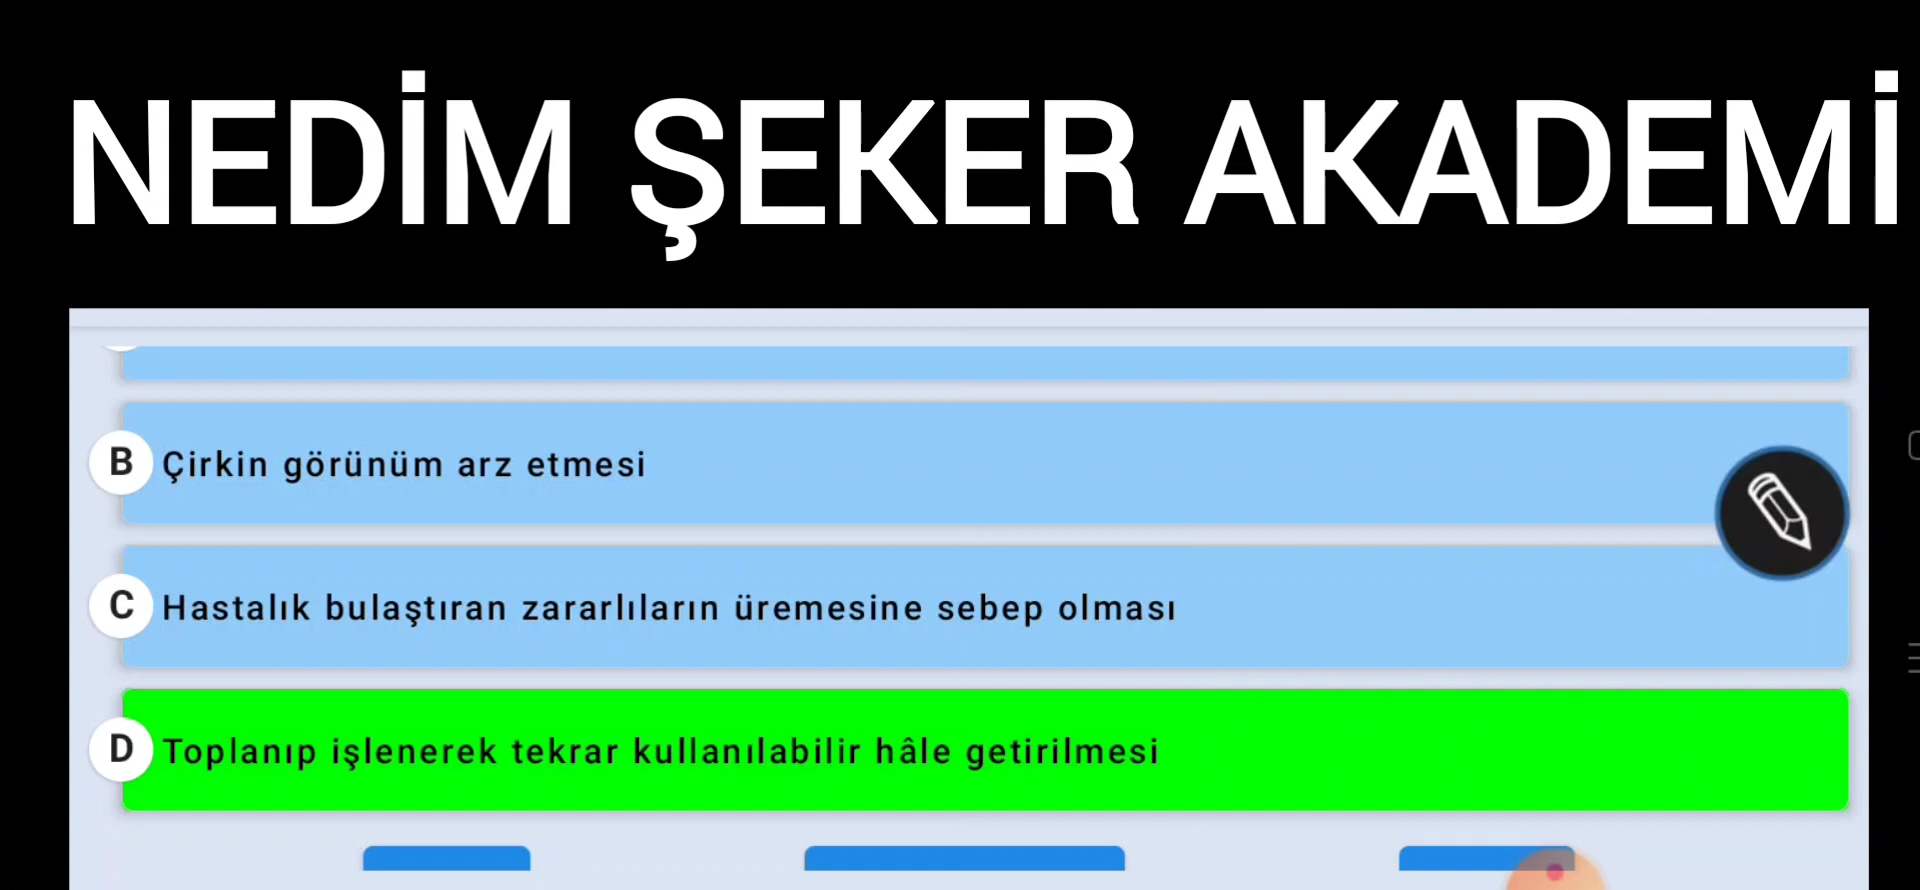 NEDİM ŞEKER AKADEMİ
B Çirkin görünüm arz etmesi
C Hastalık bulaştıran zararlıların üremesine sebep olması
D Toplanıp işlenerek tekrar kullanılabilir hâle getirilmesi